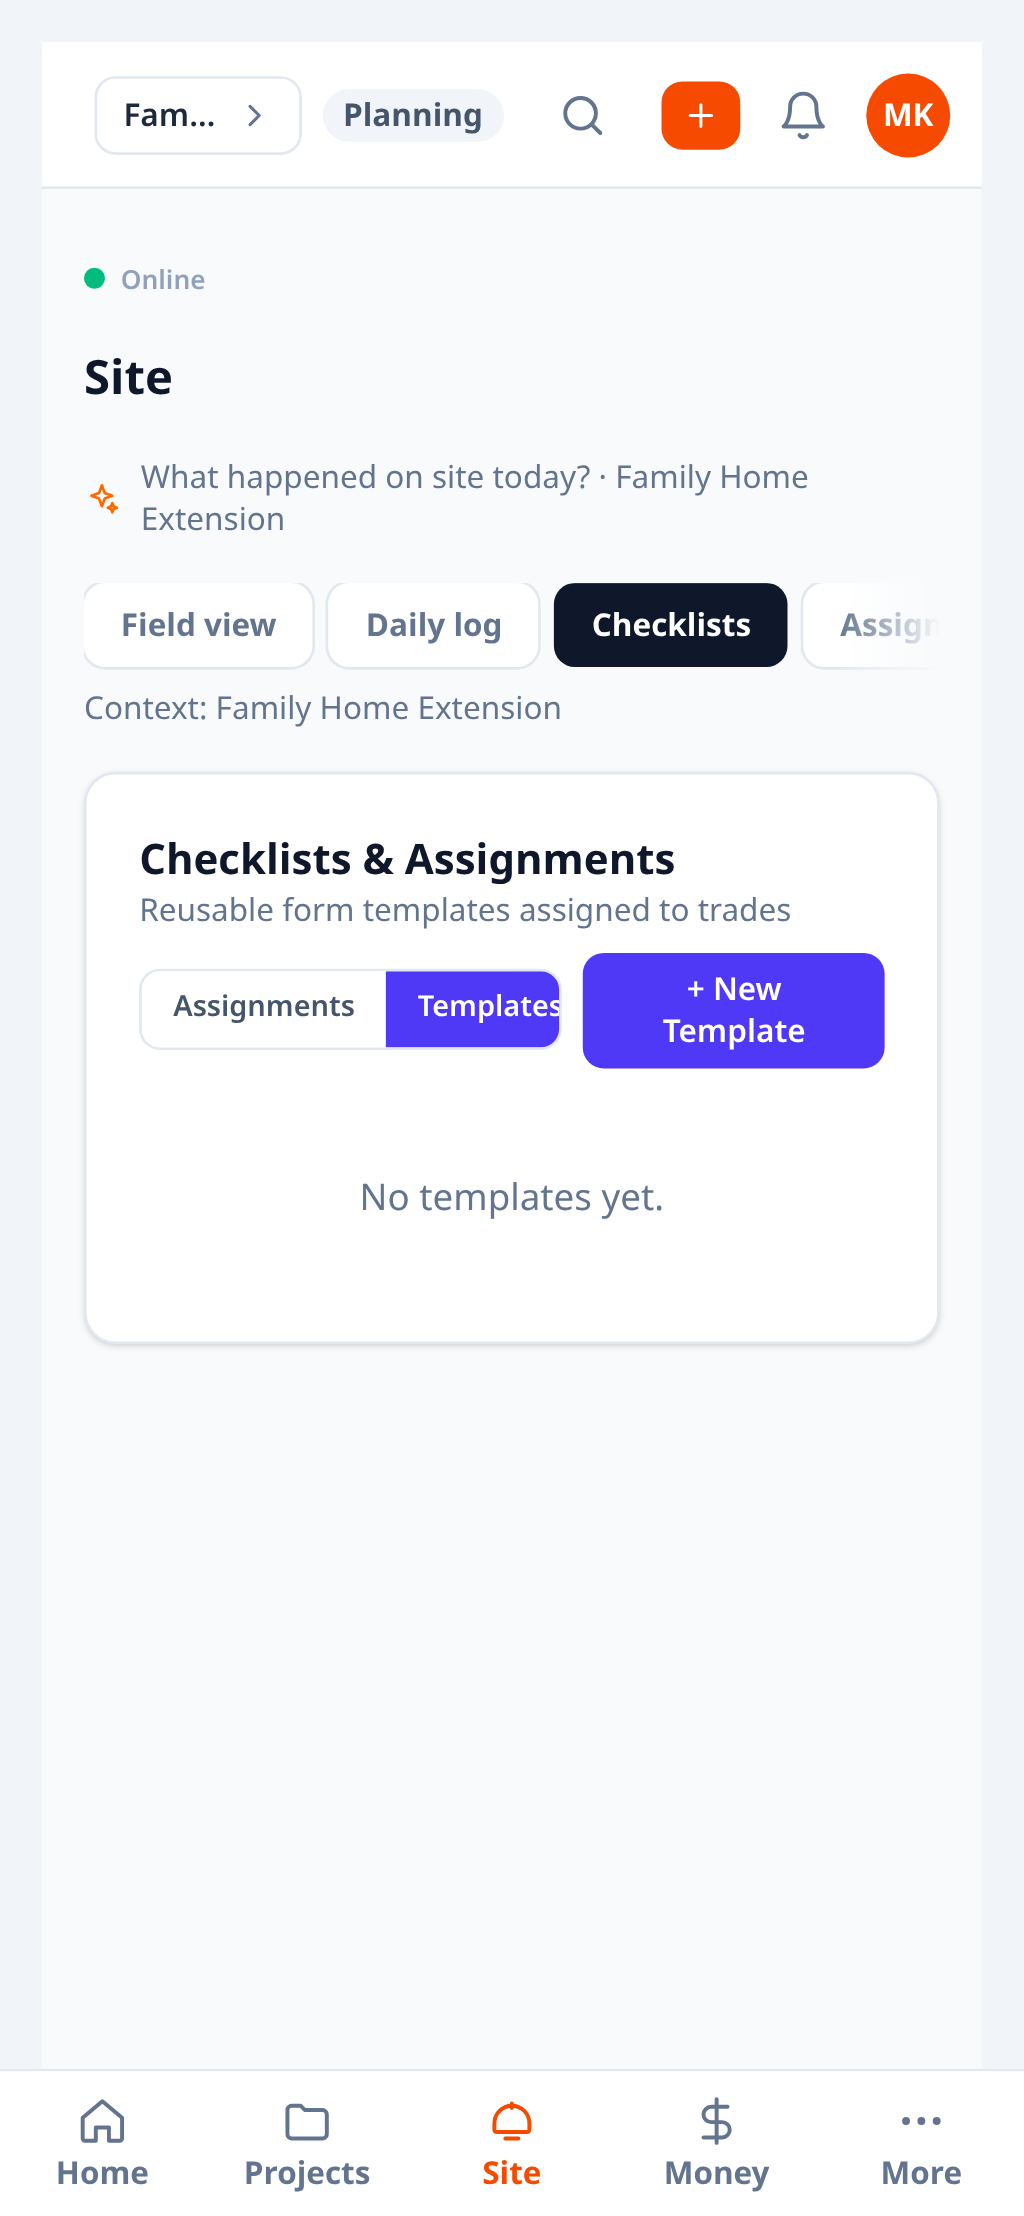 Fam...
Planning
MK
Online
Site
What happened on site today? · Family Home
Extension
Field view
Daily log
Checklists
Assign
Context: Family Home Extension
Checklists & Assignments
Reusable form templates assigned to trades
Assignments
Templates
+ New
Template
No templates yet.
Home
Projects
Site
Money
More